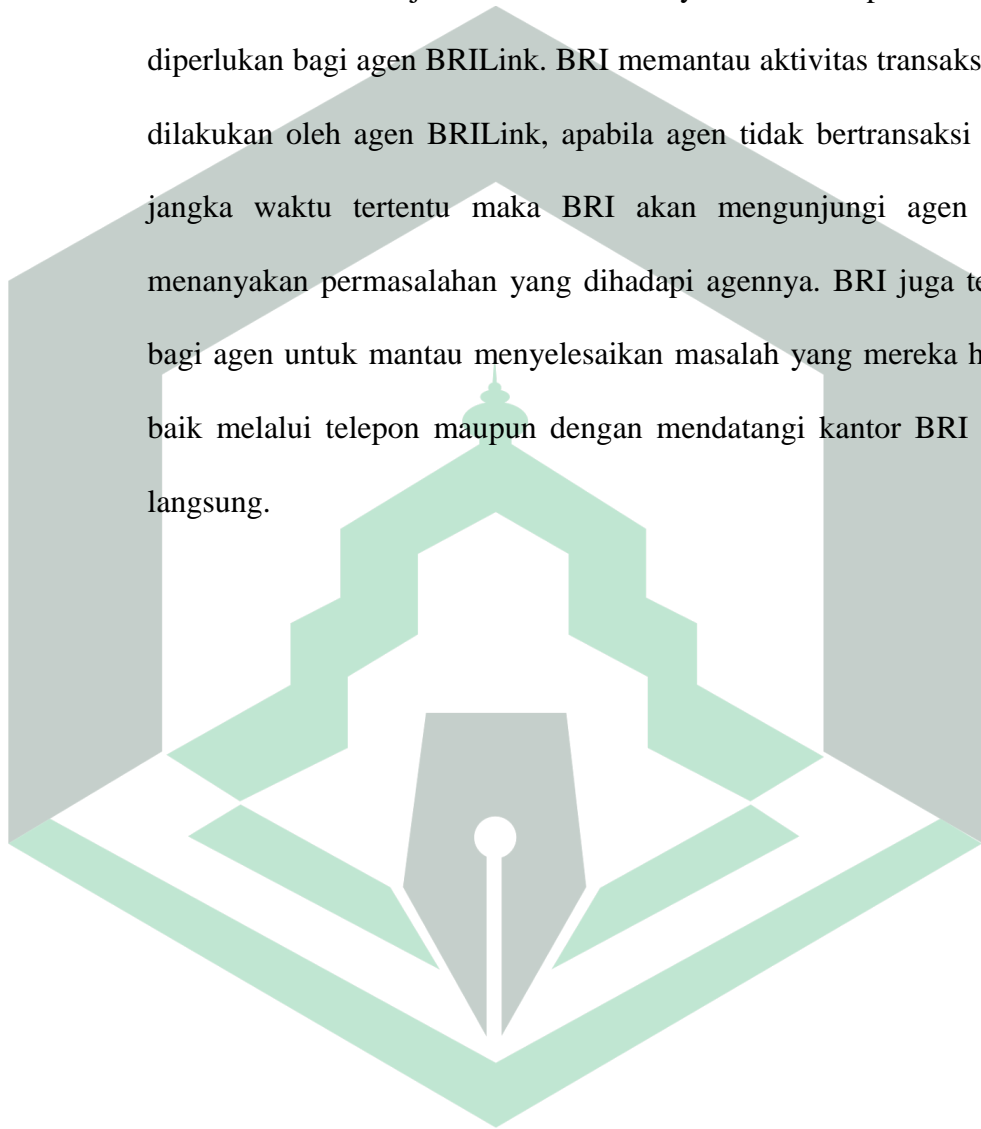 diperlukan bagi agen BRILink. BRI memantau aktivitas transaks
dilakukan oleh agen BRILink, apabila agen tidak bertransaksi
jangka waktu tertentu maka BRI akan mengunjungi agen
menanyakan permasalahan yang dihadapi agennya. BRI juga te
bagi agen untuk mantau menyelesaikan masalah yang mereka h
baik melalui telepon maupun dengan mendatangi kantor BRI
langsung.